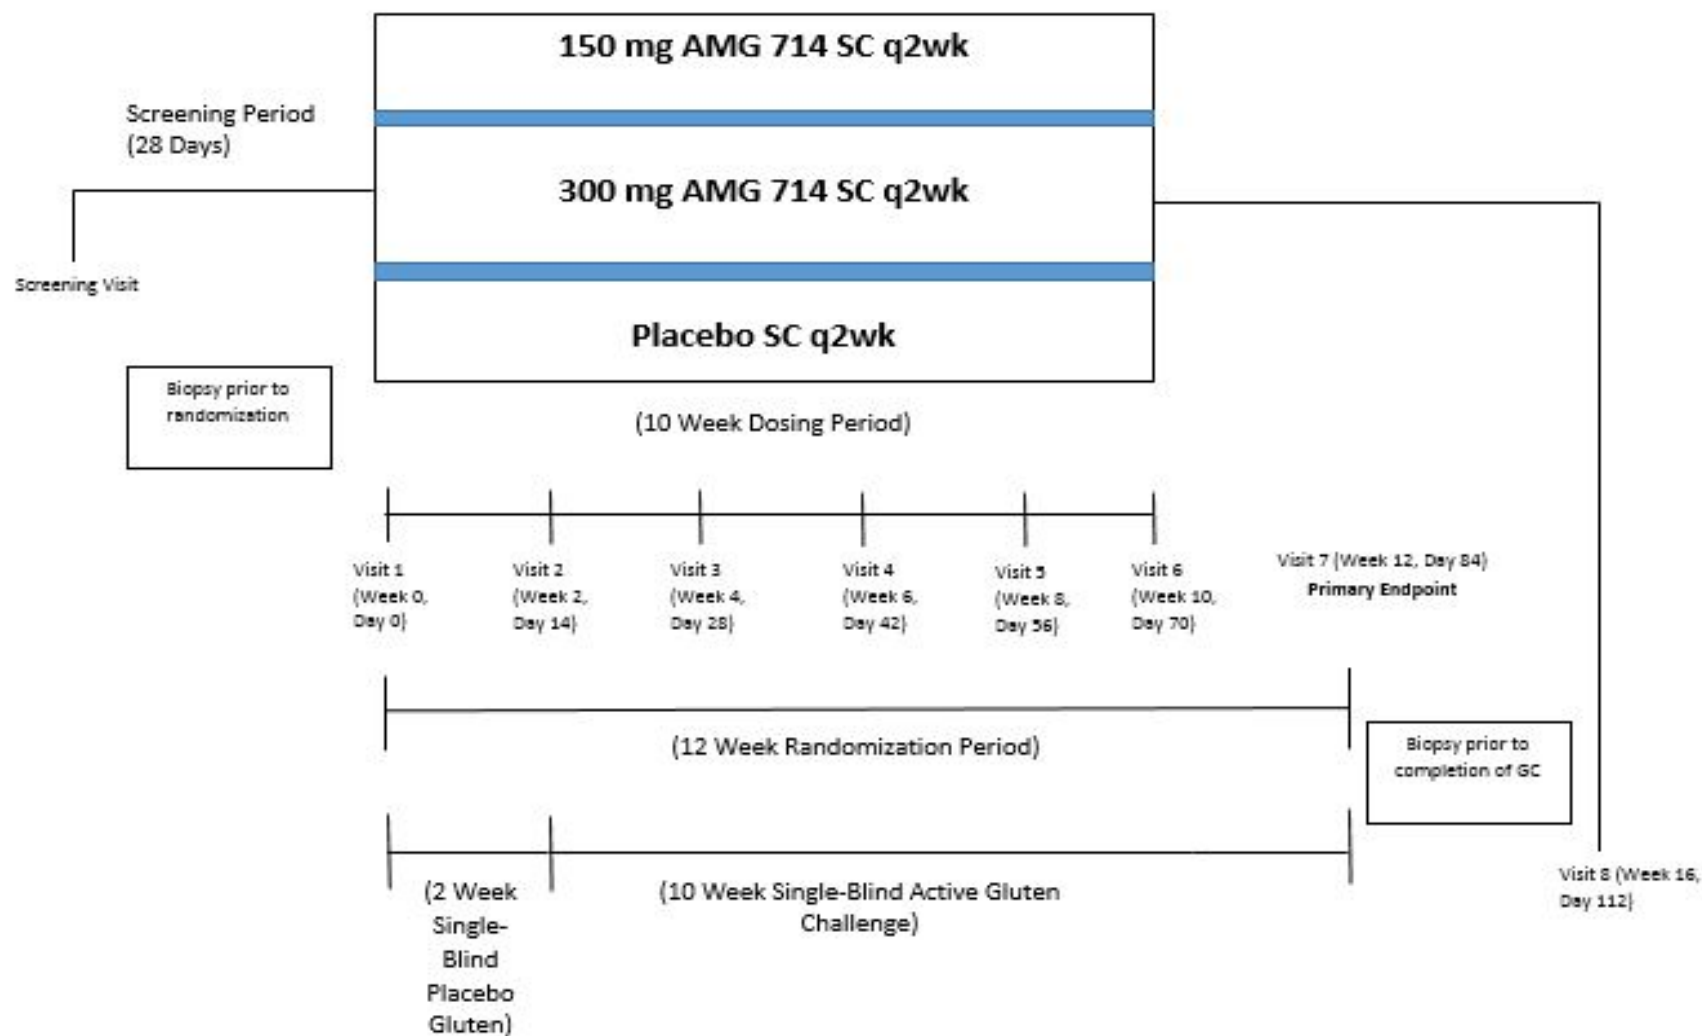 150 mg AMG 714 SC q2wk
Screening Period
(28 Days)
300 mg AMG 714 SC q2wk
Screening Visit
Placebo SC q2wk
Biopsy prior to
randomization
(10 Week Dosing Period)
Visit 1
(Week 0,
Day 0)
Visit 2
(Week 2,
Day 14)
Visit 3
(Week 4,
Day 28)
Visit 4
(Week 6,
Day 42)
Visit 5
(Week 8,
Day 56)
Visit 6
(Week 10,
Day 70)
Visit 7 (Week 12, Day 84)
Primary Endpoint
(12 Week Randomization Period)
Biopsy prior to
completion of GC
(2 Week
Single-
Blind
Placebo
Gluten)
(10 Week Single-Blind Active Gluten
Challenge)
Visit 8 (Week 16,
Day 112)